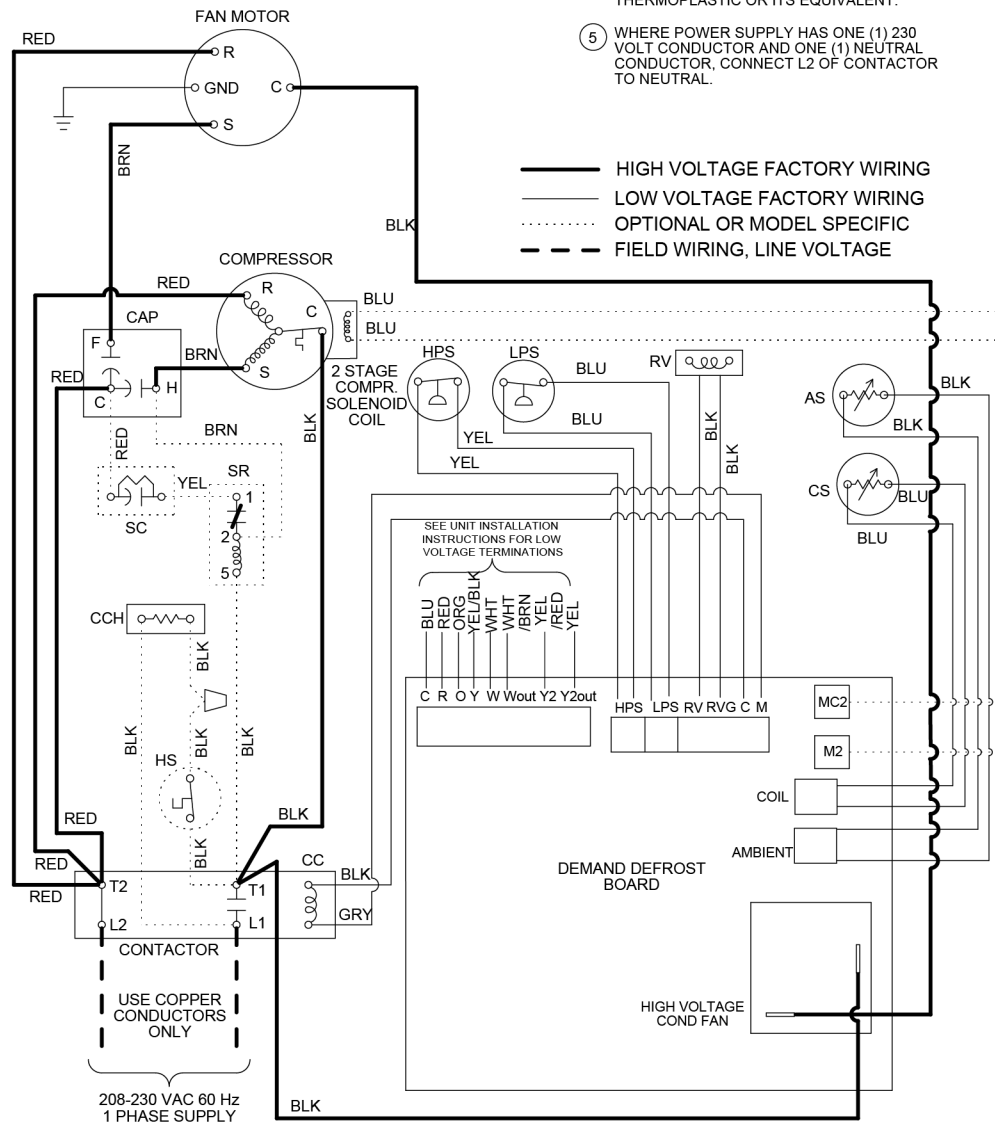 THERMOPLASTIC OR ITS EQUIVALENT.
5 WHERE POWER SUPPLY HAS ONE (1) 230
VOLT CONDUCTOR AND ONE (1) NEUTRAL
CONDUCTOR, CONNECT L2 OF CONTACTOR
TO NEUTRAL.
HIGH VOLTAGE FACTORY WIRING
LOW VOLTAGE FACTORY WIRING
OPTIONAL OR MODEL SPECIFIC
FIELD WIRING, LINE VOLTAGE
FAN MOTOR
RED
R
GND
C
S
BRN
BLK
COMPRESSOR
RED
R
C
S
BLU
BLU
2 STAGE
COMPR.
SOLENOID
COIL
CAP
F
C
H
RED
BRN
BLK
RED
BRN
YEL
SC
SR
1
2
5
CCH
BLK
BLK
BLK
BLK
HS
BLK
HPS
LPS
BLU
BLU
YEL
YEL
RV
BLK
BLK
AS
BLK
BLK
CS
BLU
BLU
SEE UNIT INSTALLATION
INSTRUCTIONS FOR LOW
VOLTAGE TERMINATIONS
BLU
RED
ORG
YEL/BLK
WHT
WHT
/BRN
YEL
/RED
YEL
C R O Y W Wout Y2 Y2out
HPS LPS RV RVG C M
MC2
M2
COIL
AMBIENT
DEMAND DEFROST
BOARD
HIGH VOLTAGE
COND FAN
RED
RED
RED
BLK
CC
BLK
GRY
T2
T1
L2
L1
CONTACTOR
USE COPPER
CONDUCTORS
ONLY
208-230 VAC 60 Hz
1 PHASE SUPPLY
BLK